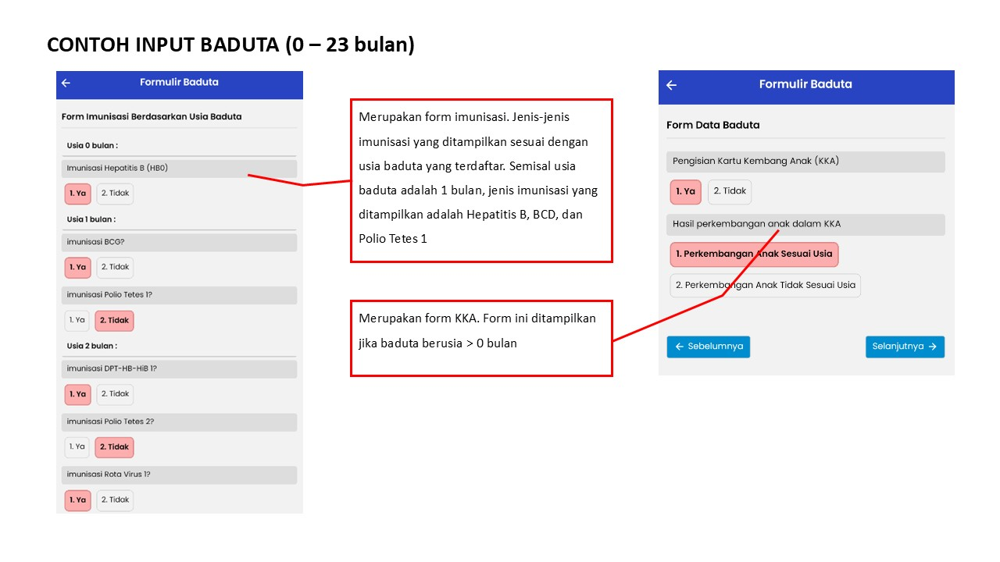 CONTOH INPUT BADUTA (0 – 23 bulan)
Formulir Baduta
Form Imunisasi Berdasarkan Usia Baduta
Usia 0 bulan :
Imunisasi Hepatitis B (HB0)
1. Ya 2. Tidak
Usia 1 bulan :
imunisasi BCG?
1. Ya 2. Tidak
imunisasi Polio Tetes 1?
1. Ya 2. Tidak
Usia 2 bulan :
imunisasi DPT-HB-HiB 1?
1. Ya 2. Tidak
imunisasi Polio Tetes 2?
1. Ya 2. Tidak
imunisasi Rota Virus 1?
1. Ya 2. Tidak
Merupakan form imunisasi. Jenis-jenis
imunisasi yang ditampilkan sesuai dengan
usia baduta yang terdaftar. Semisal usia
baduta adalah 1 bulan, jenis imunisasi yang
ditampilkan adalah Hepatitis B, BCD, dan
Polio Tetes 1
Merupakan form KKA. Form ini ditampilkan
jika baduta berusia > 0 bulan
Formulir Baduta
Form Data Baduta
Pengisian Kartu Kembang Anak (KKA)
1. Ya 2. Tidak
Hasil perkembangan anak dalam KKA
1. Perkembangan Anak Sesuai Usia
2. Perkembangan Anak Tidak Sesuai Usia
← Sebelumnya Selanjutnya →